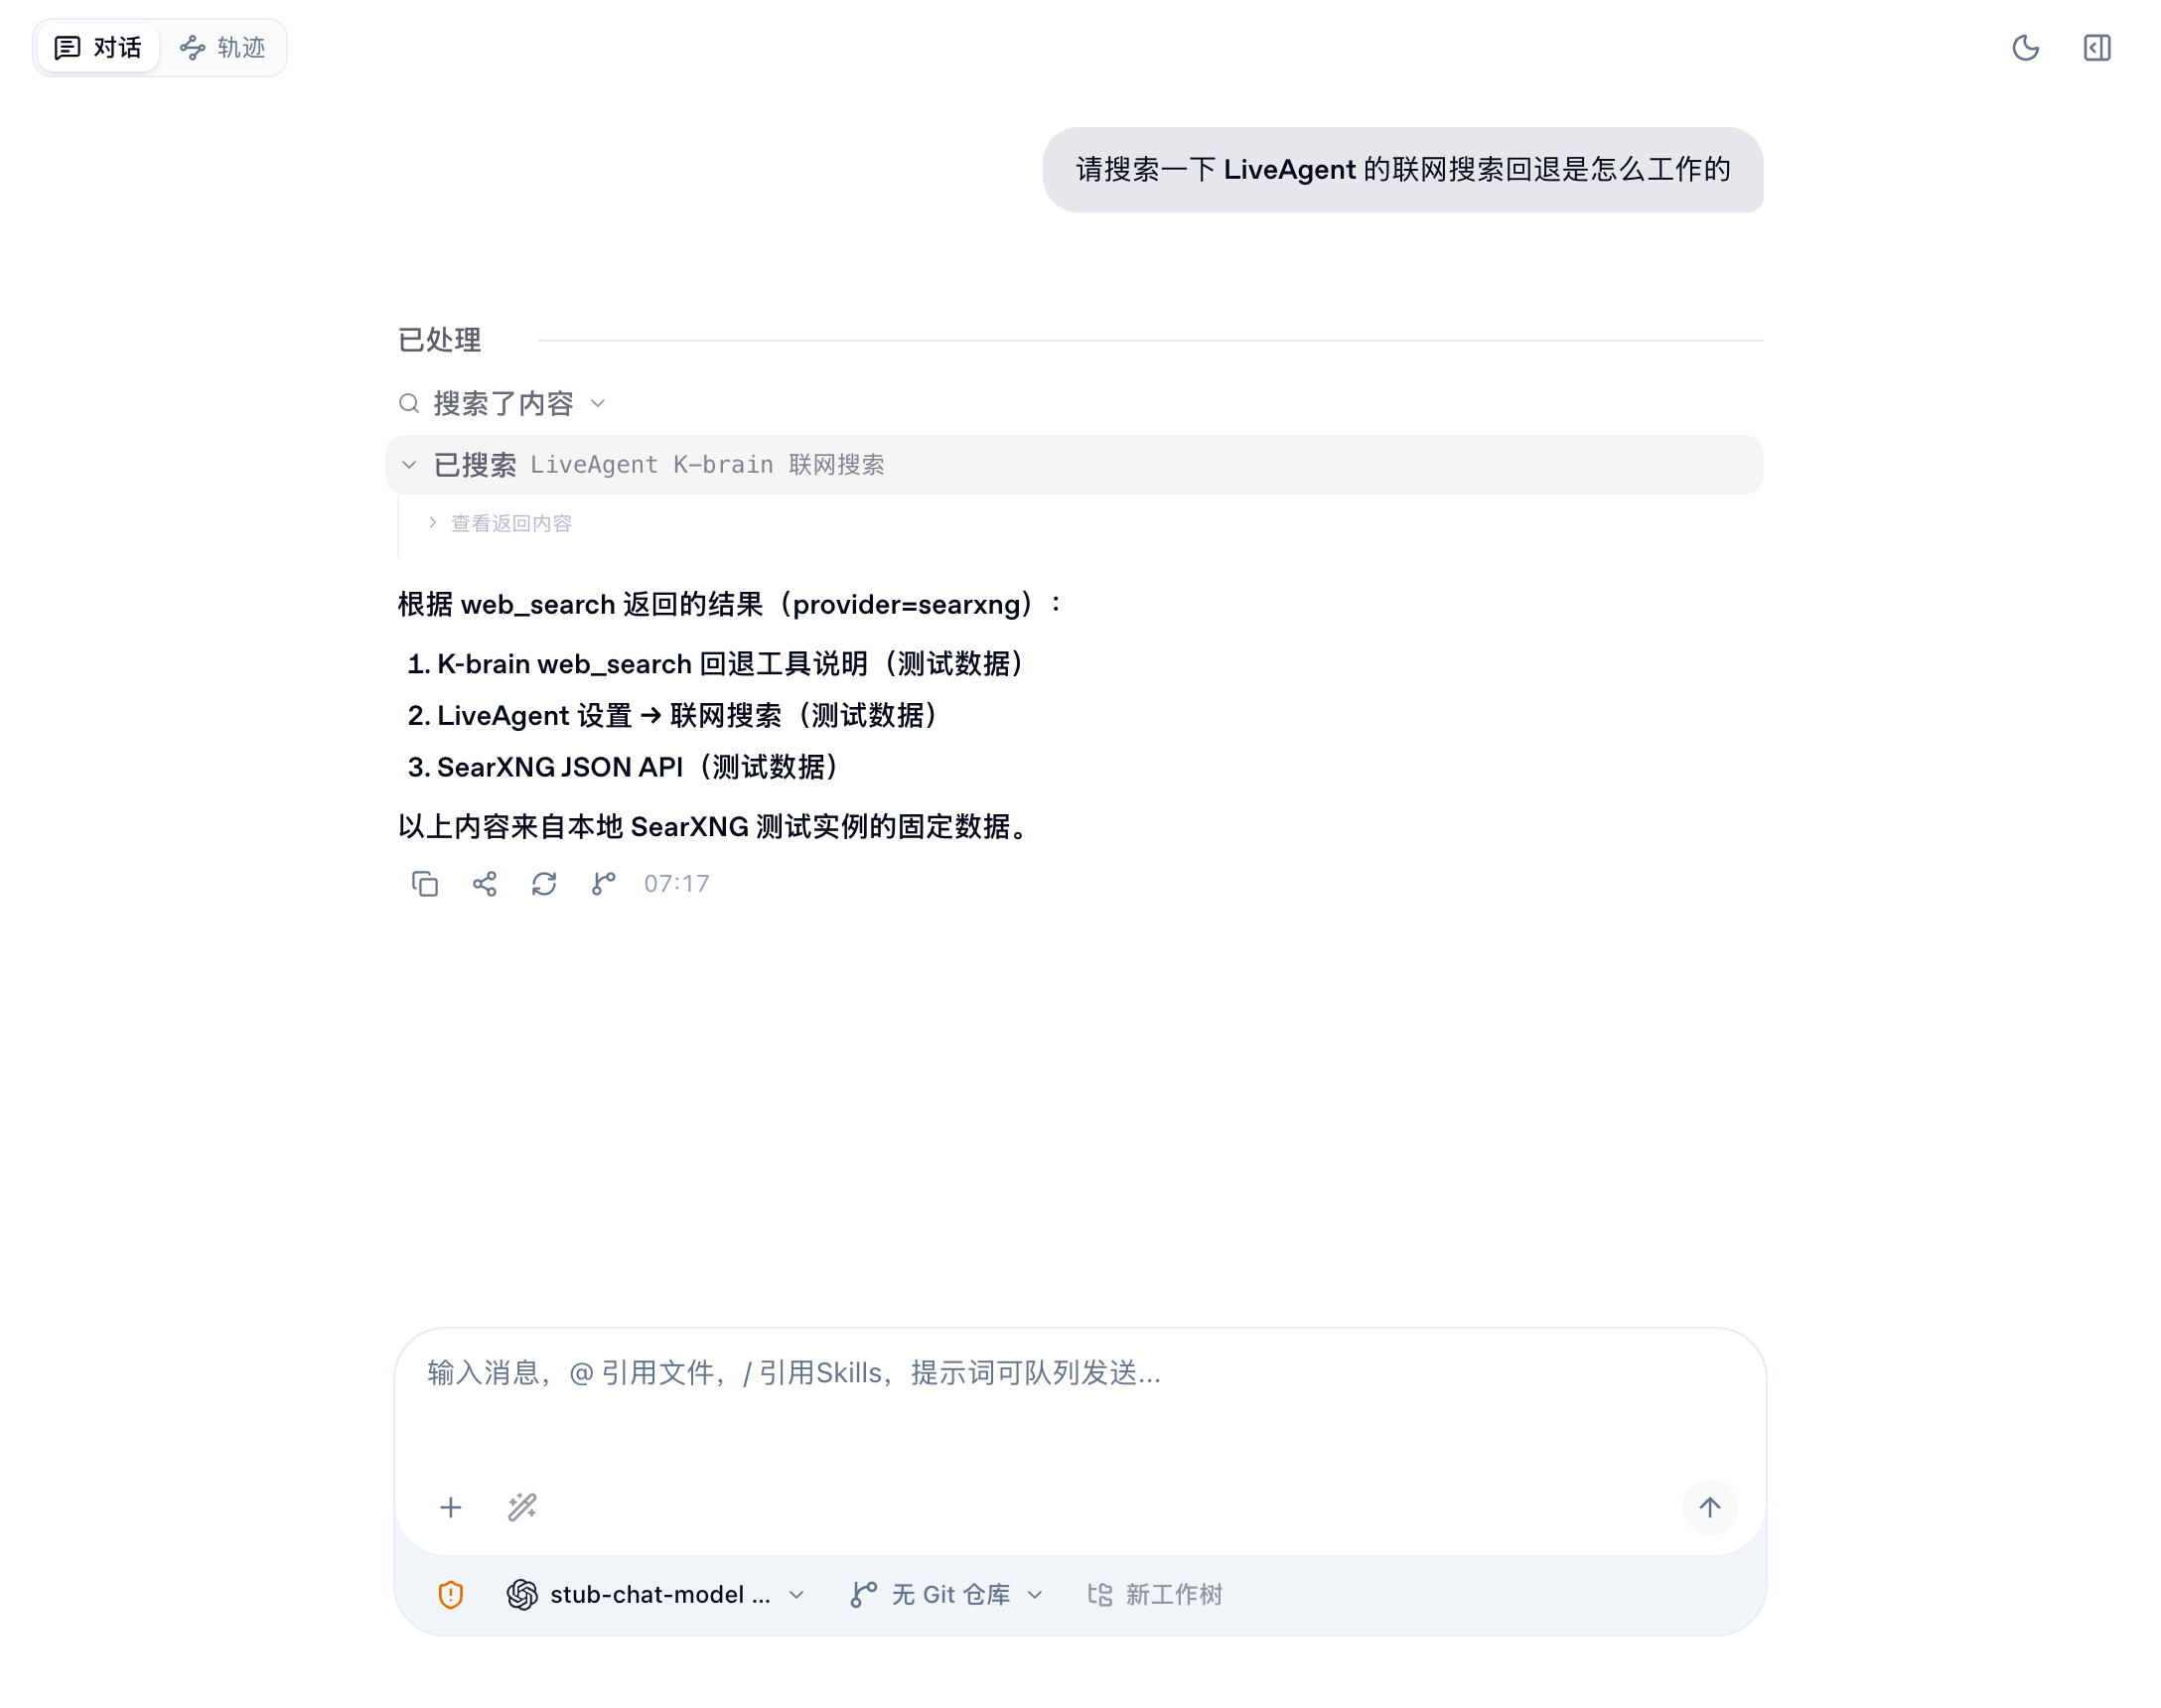 对话 轨迹
请搜索一下 LiveAgent 的联网搜索回退是怎么工作的
已处理
搜索了内容
已搜索 LiveAgent K-brain 联网搜索
查看返回内容
根据 web_search 返回的结果（provider=searxng）：
1. K-brain web_search 回退工具说明（测试数据）
2. LiveAgent 设置 → 联网搜索（测试数据）
3. SearXNG JSON API（测试数据）
以上内容来自本地 SearXNG 测试实例的固定数据。
07:17
输入消息，@ 引用文件，/ 引用Skills，提示词可队列发送...
stub-chat-model ... 无 Git 仓库 新工作树